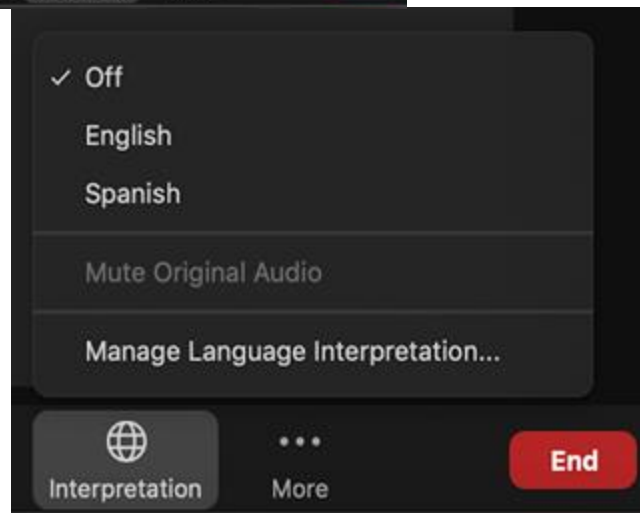 ✓ Off
English
Spanish
Mute Original Audio
Manage Language Interpretation...
Interpretation
More
End